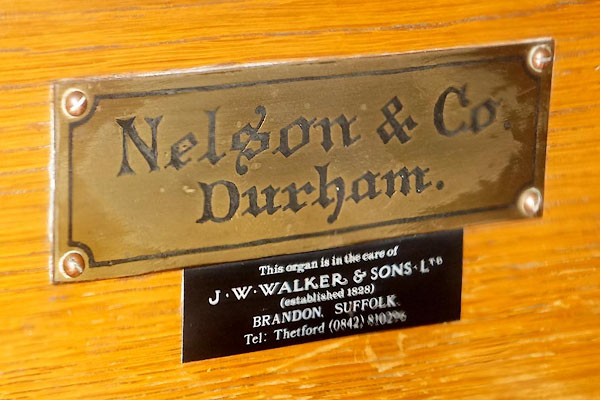 Nelson & Co.
Durham.
This organ is in the care of
J·W·WALKER & SONS·LTD
(established 1828)
BRANDON, SUFFOLK
Tel: Thetford (0842) 810296